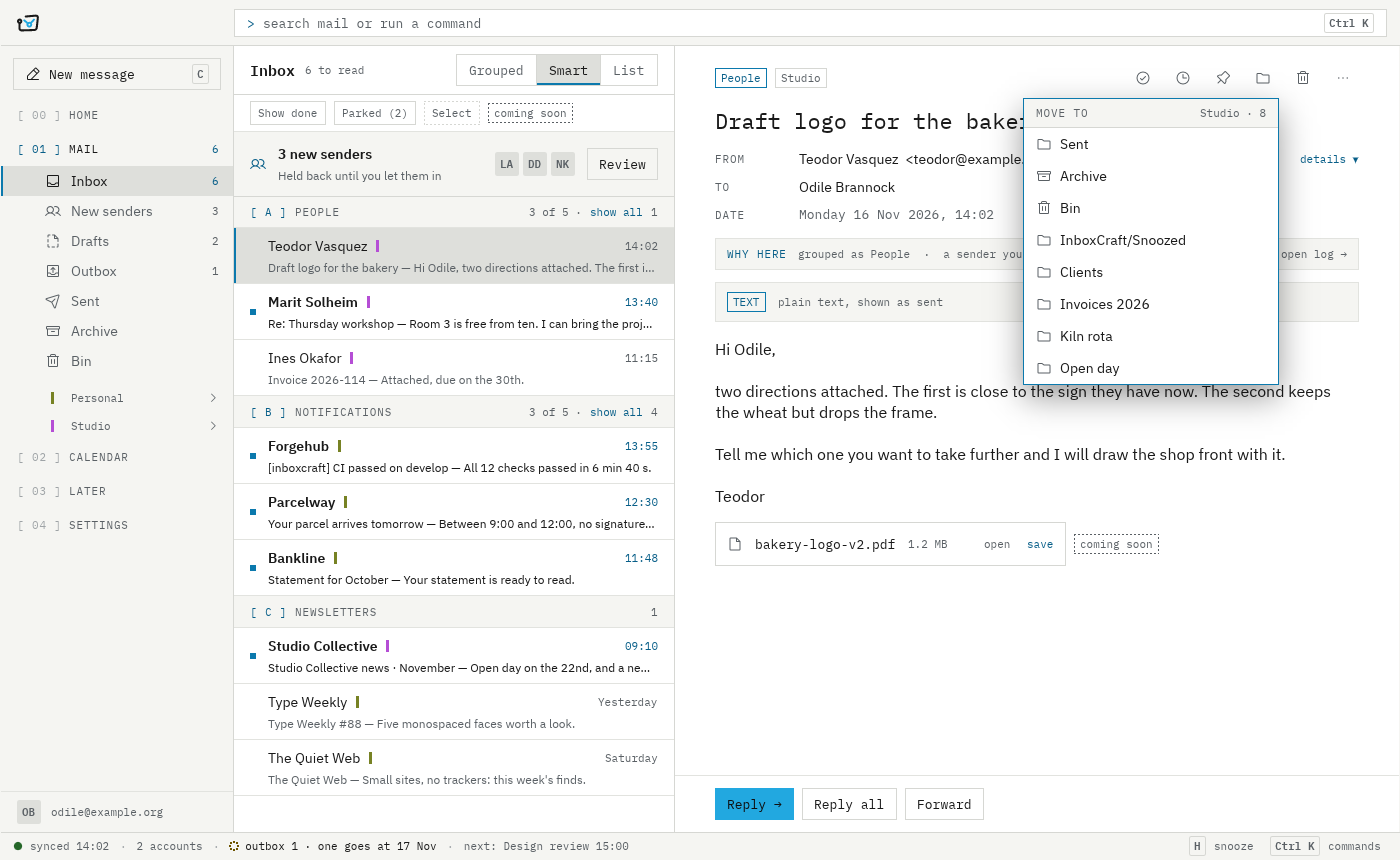 > search mail or run a command
Ctrl K
New message C
[ 00 ] HOME
[ 01 ] MAIL 6
Inbox 6
New senders 3
Drafts 2
Outbox 1
Sent
Archive
Bin
Personal
Studio
[ 02 ] CALENDAR
[ 03 ] LATER
[ 04 ] SETTINGS
OB odile@example.org
Inbox 6 to read
Grouped Smart List
Show done Parked (2) Select coming soon
3 new senders
Held back until you let them in
LA DD NK Review
[ A ] PEOPLE 3 of 5 · show all 1
Teodor Vasquez 14:02
Draft logo for the bakery — Hi Odile, two directions attached. The first i…
Marit Solheim 13:40
Re: Thursday workshop — Room 3 is free from ten. I can bring the proj…
Ines Okafor 11:15
Invoice 2026-114 — Attached, due on the 30th.
[ B ] NOTIFICATIONS 3 of 5 · show all 4
Forgehub 13:55
[inboxcraft] CI passed on develop — All 12 checks passed in 6 min 40 s.
Parcelway 12:30
Your parcel arrives tomorrow — Between 9:00 and 12:00, no signature…
Bankline 11:48
Statement for October — Your statement is ready to read.
[ C ] NEWSLETTERS 1
Studio Collective 09:10
Studio Collective news · November — Open day on the 22nd, and a ne…
Type Weekly Yesterday
Type Weekly #88 — Five monospaced faces worth a look.
The Quiet Web Saturday
The Quiet Web — Small sites, no trackers: this week's finds.
People Studio
Draft logo for the baker
FROM Teodor Vasquez <teodor@example. details ▾
TO Odile Brannock
DATE Monday 16 Nov 2026, 14:02
WHY HERE grouped as People · a sender you open log →
TEXT plain text, shown as sent
MOVE TO Studio · 8
Sent
Archive
Bin
InboxCraft/Snoozed
Clients
Invoices 2026
Kiln rota
Open day
Hi Odile,
two directions attached. The first is close to the sign they have now. The second keeps
the wheat but drops the frame.
Tell me which one you want to take further and I will draw the shop front with it.
Teodor
bakery-logo-v2.pdf 1.2 MB open save coming soon
Reply → Reply all Forward
synced 14:02 · 2 accounts · outbox 1 · one goes at 17 Nov · next: Design review 15:00
H snooze Ctrl K commands